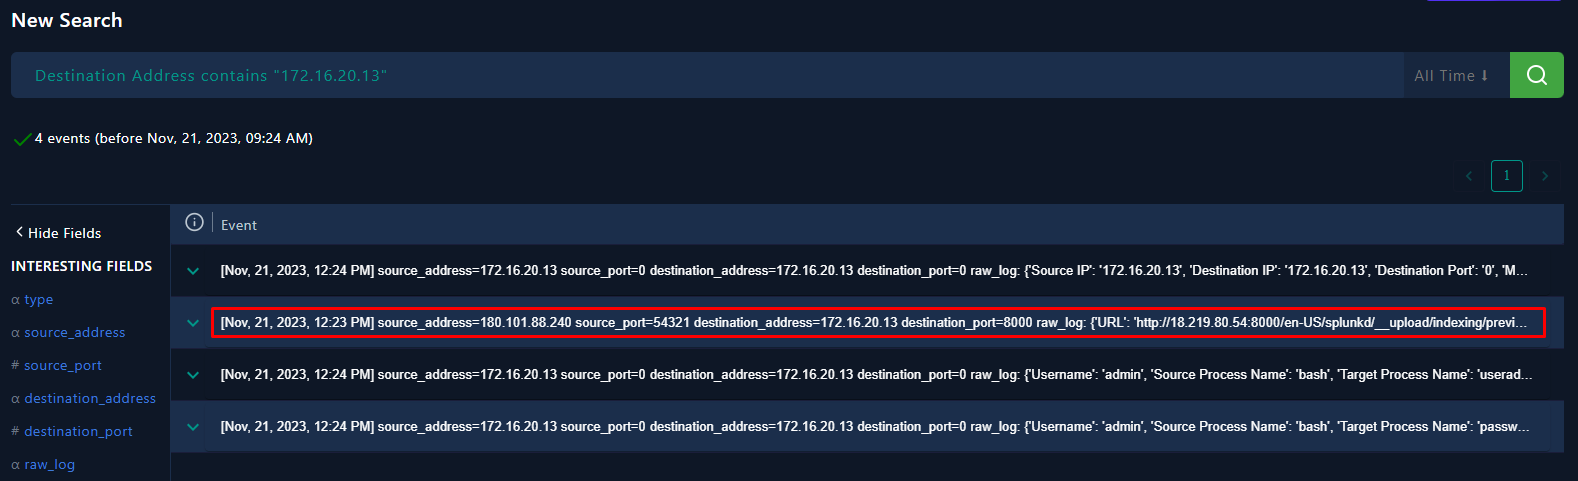 New Search
Destination Address contains "172.16.20.13"
All Time ⬇
4 events (before Nov, 21, 2023, 09:24 AM)
1
Hide Fields
Event
INTERESTING FIELDS
[Nov, 21, 2023, 12:24 PM] source_address=172.16.20.13 source_port=0 destination_address=172.16.20.13 destination_port=0 raw_log: {'Source IP': '172.16.20.13', 'Destination IP': '172.16.20.13', 'Destination Port': '0', 'M...
α type
[Nov, 21, 2023, 12:23 PM] source_address=180.101.88.240 source_port=54321 destination_address=172.16.20.13 destination_port=8000 raw_log: {'URL': 'http://18.219.80.54:8000/en-US/splunkd/__upload/indexing/previ...
α source_address
# source_port
[Nov, 21, 2023, 12:24 PM] source_address=172.16.20.13 source_port=0 destination_address=172.16.20.13 destination_port=0 raw_log: {'Username': 'admin', 'Source Process Name': 'bash', 'Target Process Name': 'userad...
α destination_address
# destination_port
[Nov, 21, 2023, 12:24 PM] source_address=172.16.20.13 source_port=0 destination_address=172.16.20.13 destination_port=0 raw_log: {'Username': 'admin', 'Source Process Name': 'bash', 'Target Process Name': 'passw...
α raw_log